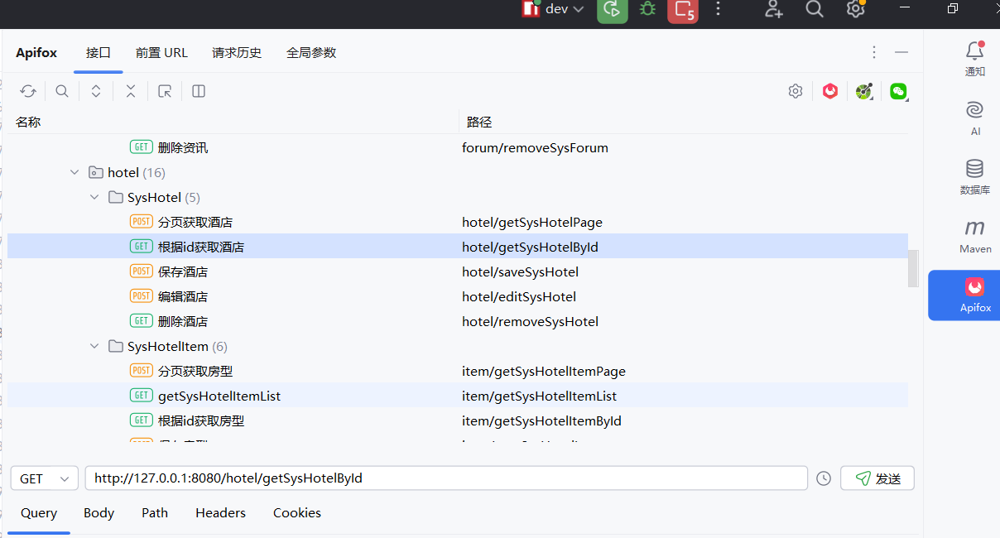 dev
5
Apifox 接口 前置 URL 请求历史 全局参数
通知
AI
数据库
Maven
Apifox
名称 路径
GET 删除资讯 forum/removeSysForum
hotel (16)
SysHotel (5)
POST 分页获取酒店 hotel/getSysHotelPage
GET 根据id获取酒店 hotel/getSysHotelById
POST 保存酒店 hotel/saveSysHotel
POST 编辑酒店 hotel/editSysHotel
GET 删除酒店 hotel/removeSysHotel
SysHotelItem (6)
POST 分页获取房型 item/getSysHotelItemPage
GET getSysHotelItemList item/getSysHotelItemList
GET 根据id获取房型 item/getSysHotelItemById
GET http://127.0.0.1:8080/hotel/getSysHotelById 发送
Query Body Path Headers Cookies